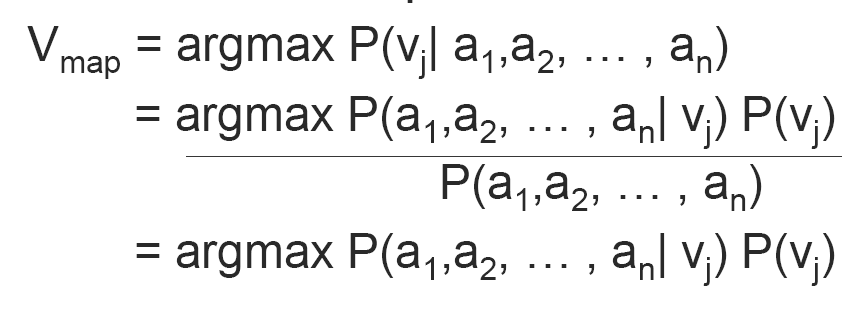 Vmap = argmax P(vj| a1,a2, … , an)
= argmax P(a1,a2, … , an| vj) P(vj)
P(a1,a2, … , an)
= argmax P(a1,a2, … , an| vj) P(vj)